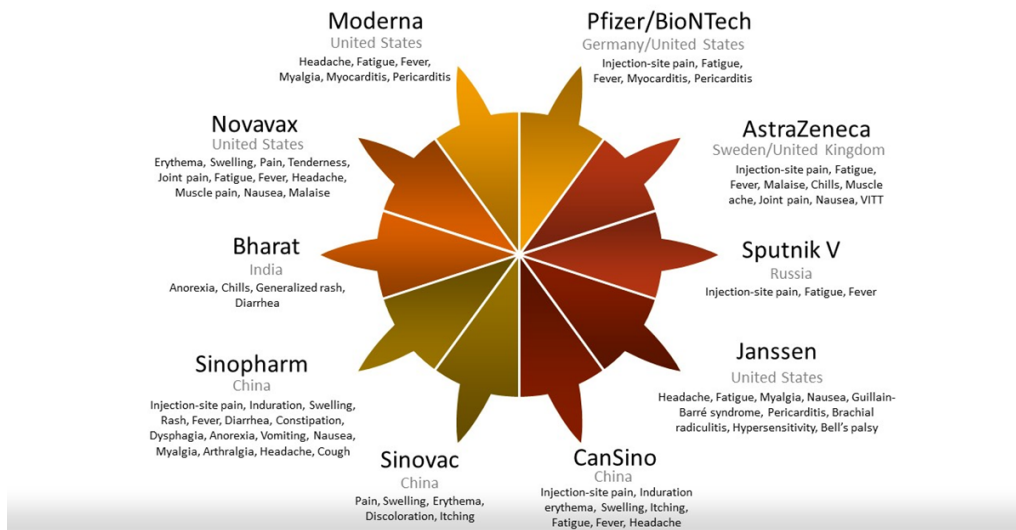 Moderna
United States
Headache, Fatigue, Fever,
Myalgia, Myocarditis, Pericarditis
Pfizer/BioNTech
Germany/United States
Injection-site pain, Fatigue,
Fever, Myocarditis, Pericarditis
Novavax
United States
Erythema, Swelling, Pain, Tenderness,
Joint pain, Fatigue, Fever, Headache,
Muscle pain, Nausea, Malaise
AstraZeneca
Sweden/United Kingdom
Injection-site pain, Fatigue,
Fever, Malaise, Chills, Muscle
ache, Joint pain, Nausea, VITT
Bharat
India
Anorexia, Chills, Generalized rash,
Diarrhea
Sputnik V
Russia
Injection-site pain, Fatigue, Fever
Sinopharm
China
Injection-site pain, Induration, Swelling,
Rash, Fever, Diarrhea, Constipation,
Dysphagia, Anorexia, Vomiting, Nausea,
Myalgia, Arthralgia, Headache, Cough
Janssen
United States
Headache, Fatigue, Myalgia, Nausea, Guillain-
Barré syndrome, Pericarditis, Brachial
radiculitis, Hypersensitivity, Bell's palsy
Sinovac
China
Pain, Swelling, Erythema,
Discoloration, Itching
CanSino
China
Injection-site pain, Induration
erythema, Swelling, Itching,
Fatigue, Fever, Headache